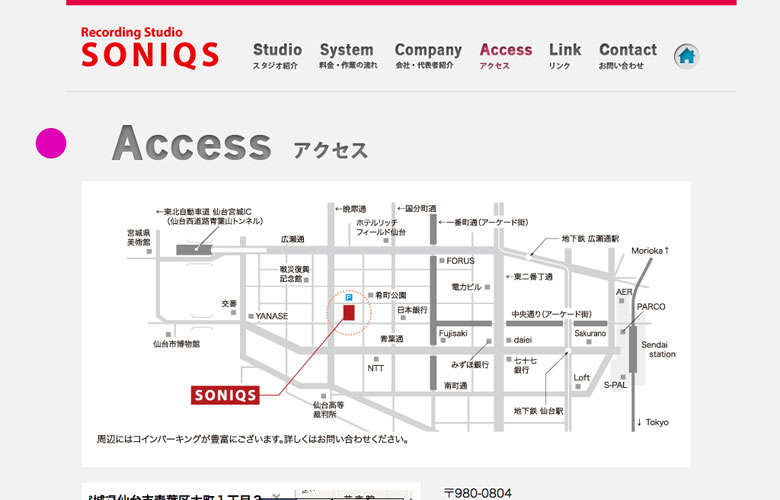 Recording Studio
SONIQS
Studio
スタジオ紹介
System
料金・作業の流れ
Company
会社・代表者紹介
Access
アクセス
Link
リンク
Contact
お問い合わせ
Access アクセス
←東北自動車道 仙台宮城IC
(仙台西道路青葉山トンネル)
宮城県
美術館
広瀬通
←晩翠通
←国分町通
ホテルリッチ
フィールド仙台
←一番町通(アーケード街)
地下鉄 広瀬通駅
Morioka↑
戦災復興
記念館
FORUS
←東二番丁通
電力ビル
AER
PARCO
交番
YANASE
P
肴町公園
日本銀行
中央通り(アーケード街)
仙台市博物館
青葉通
Fujisaki
daiei
Sakurano
Sendai
station
NTT
みずほ銀行
七十七
銀行
Loft
S-PAL
SONIQS
仙台高等
裁判所
南町通
地下鉄 仙台駅
↓ Tokyo
周辺にはコインパーキングが豊富にございます。詳しくはお問い合わせください。
〒980-0804